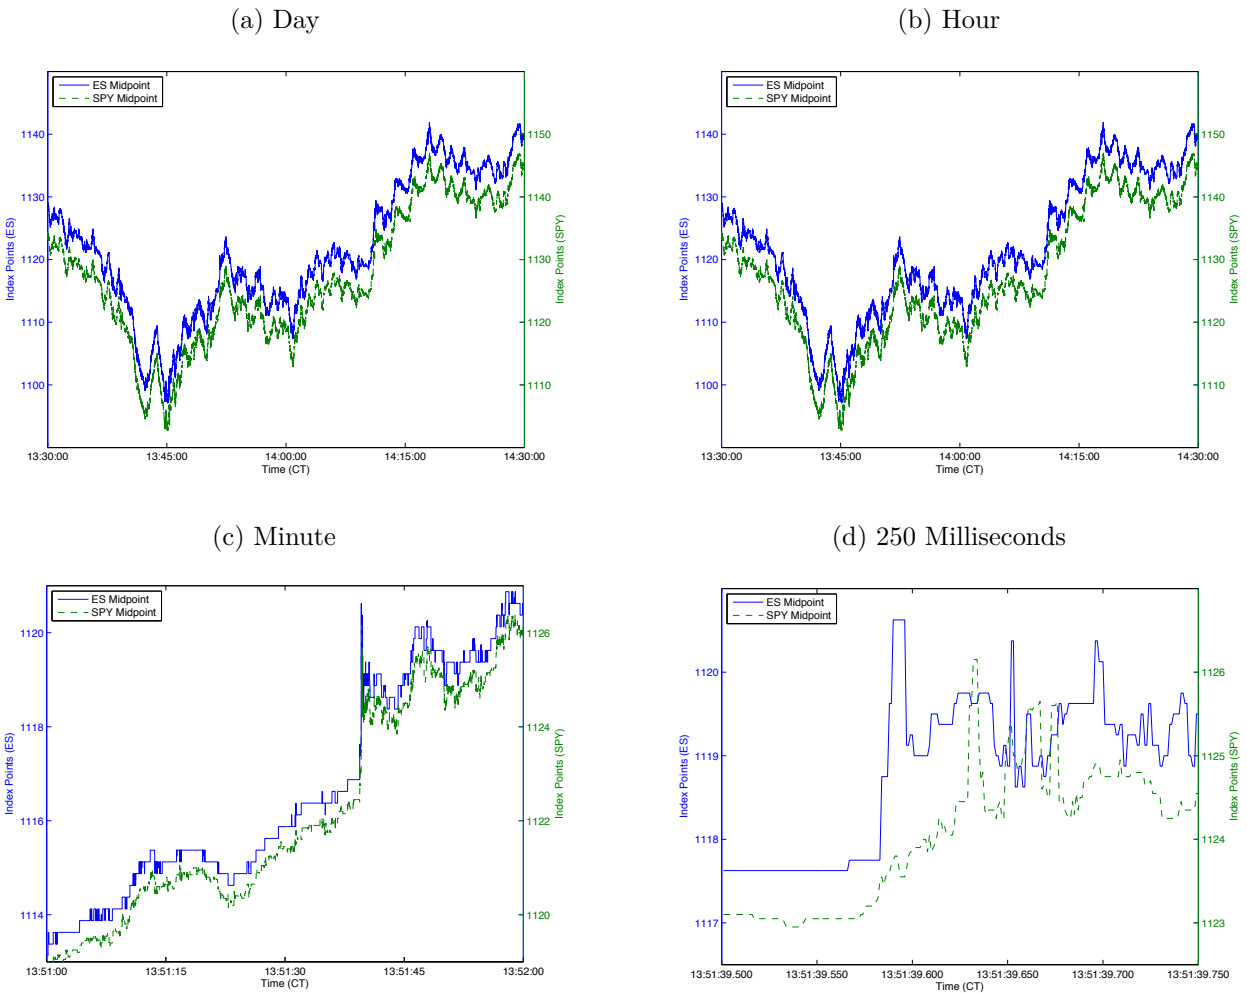 (a) Day
(b) Hour
ES Midpoint
SPY Midpoint
1140
1130
1120
1110
1100
Index Points (ES)
1150
1140
1130
1120
1110
Index Points (SPY)
13:30:00
13:45:00
14:00:00
14:15:00
14:30:00
Time (CT)
ES Midpoint
SPY Midpoint
1140
1130
1120
1110
1100
Index Points (ES)
1150
1140
1130
1120
1110
Index Points (SPY)
13:30:00
13:45:00
14:00:00
14:15:00
14:30:00
Time (CT)
(c) Minute
(d) 250 Milliseconds
ES Midpoint
SPY Midpoint
1120
1118
1116
1114
Index Points (ES)
1126
1124
1122
1120
Index Points (SPY)
13:51:00
13:51:15
13:51:30
13:51:45
13:52:00
Time (CT)
ES Midpoint
SPY Midpoint
1120
1119
1118
1117
Index Points (ES)
1126
1125
1124
1123
Index Points (SPY)
13:51:39.500
13:51:39.550
13:51:39.600
13:51:39.650
13:51:39.700
13:51:39.750
Time (CT)